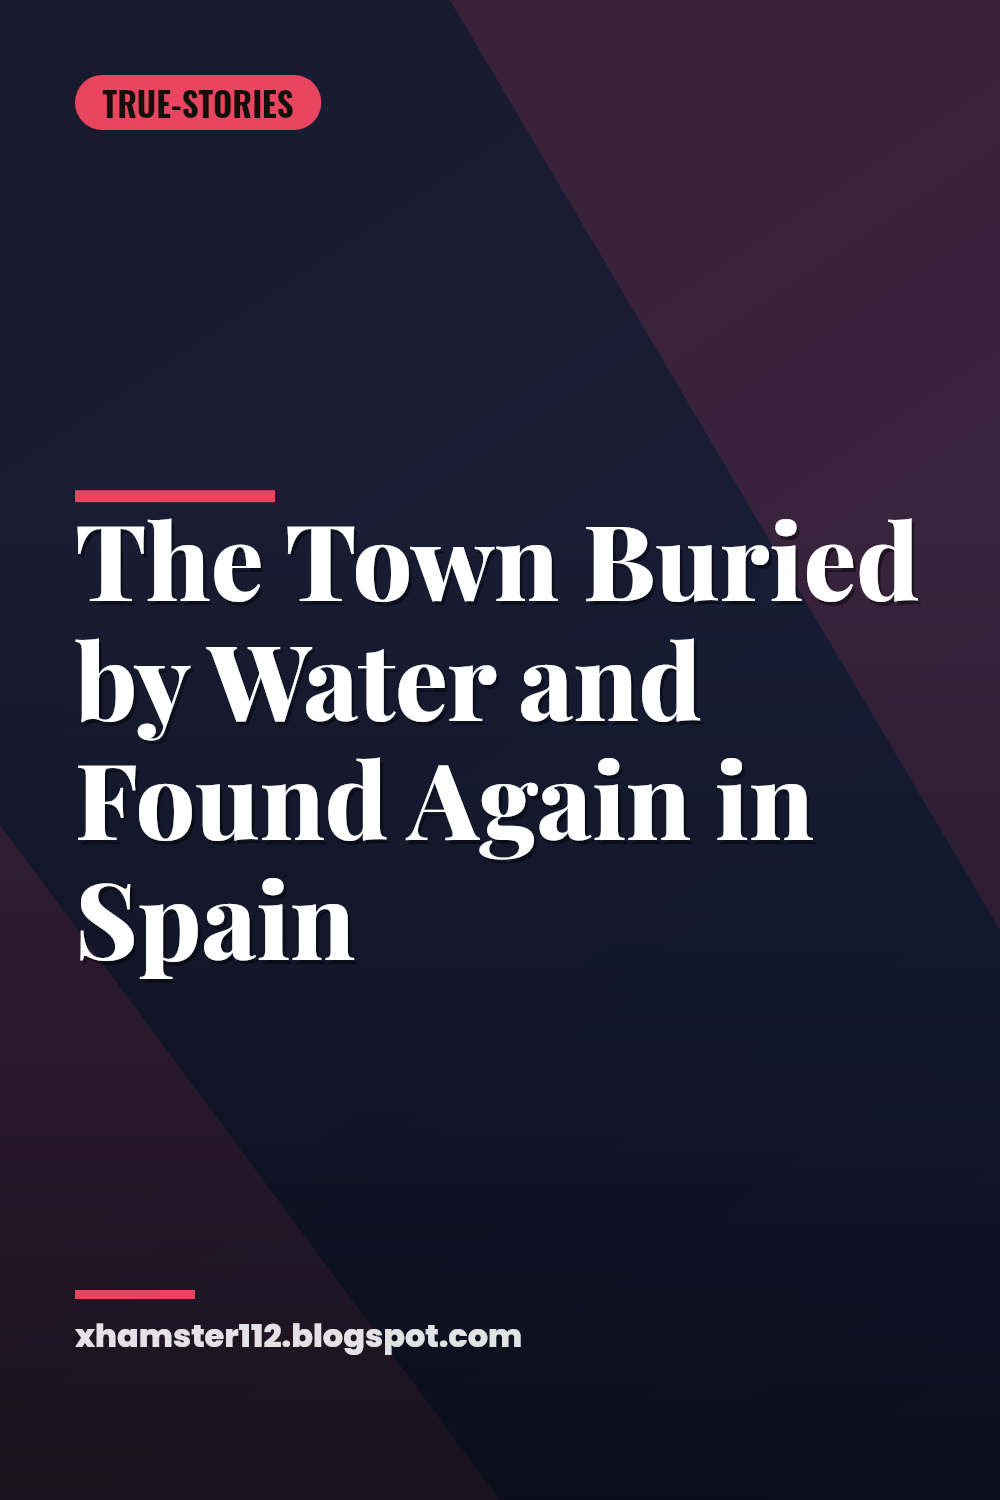 TRUE-STORIES
The Town Buried
by Water and
Found Again in
Spain
xhamster112.blogspot.com